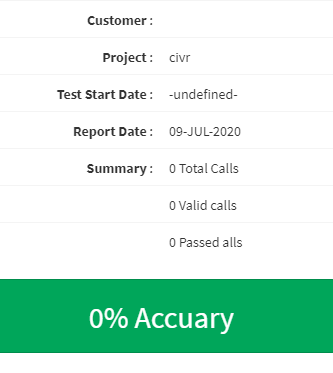 Customer :
Project : civr
Test Start Date : -undefined-
Report Date : 09-JUL-2020
Summary : 0 Total Calls
0 Valid calls
0 Passed alls
0% Accuary